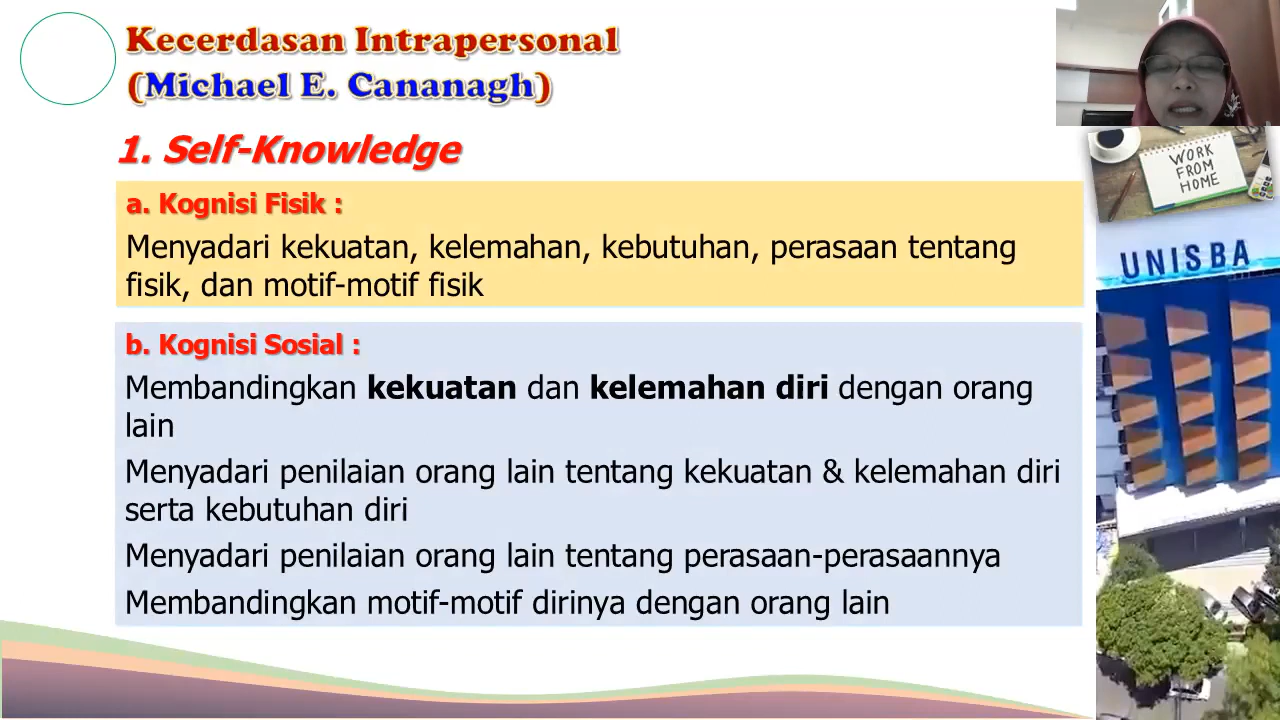 Kecerdasan Intrapersonal
(Michael E. Cananagh)
1. Self-Knowledge
a. Kognisi Fisik :
Menyadari kekuatan, kelemahan, kebutuhan, perasaan tentang
fisik, dan motif-motif fisik
b. Kognisi Sosial :
Membandingkan kekuatan dan kelemahan diri dengan orang
lain
Menyadari penilaian orang lain tentang kekuatan & kelemahan diri
serta kebutuhan diri
Menyadari penilaian orang lain tentang perasaan-perasaannya
Membandingkan motif-motif dirinya dengan orang lain
WORK
FROM
HOME
UNISBA